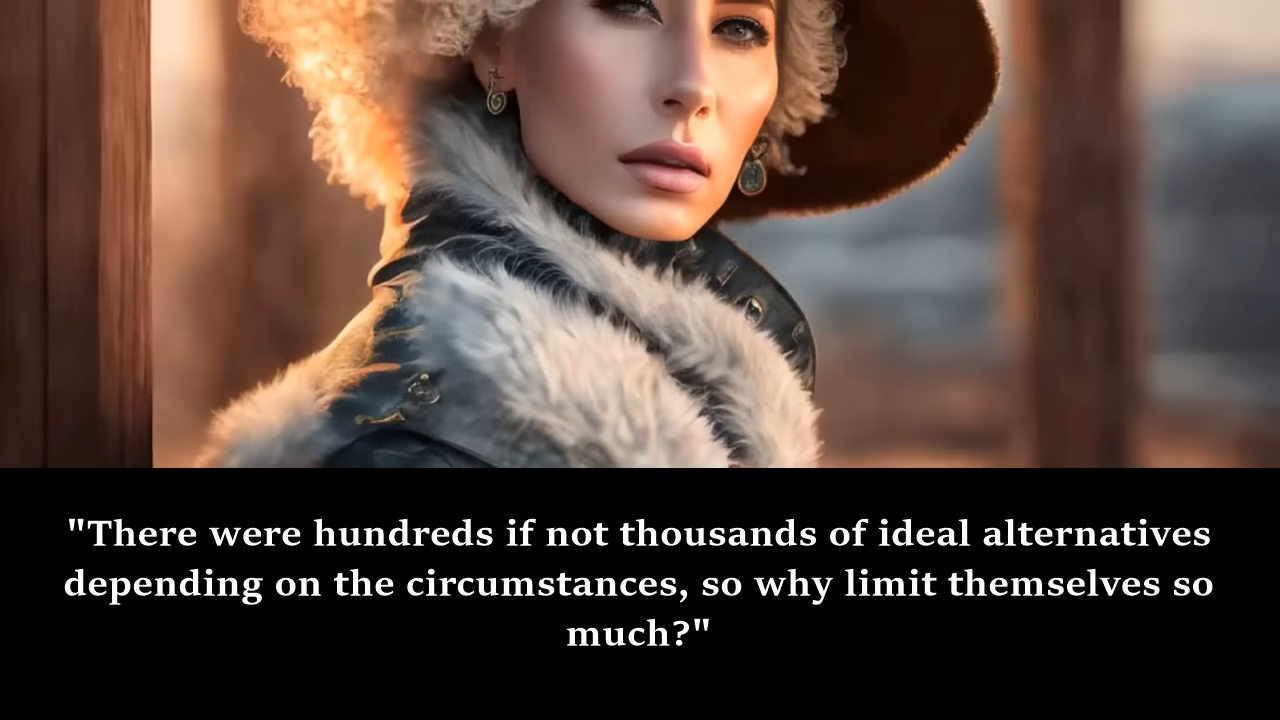 "There were hundreds if not thousands of ideal alternatives
depending on the circumstances, so why limit themselves so
much?"